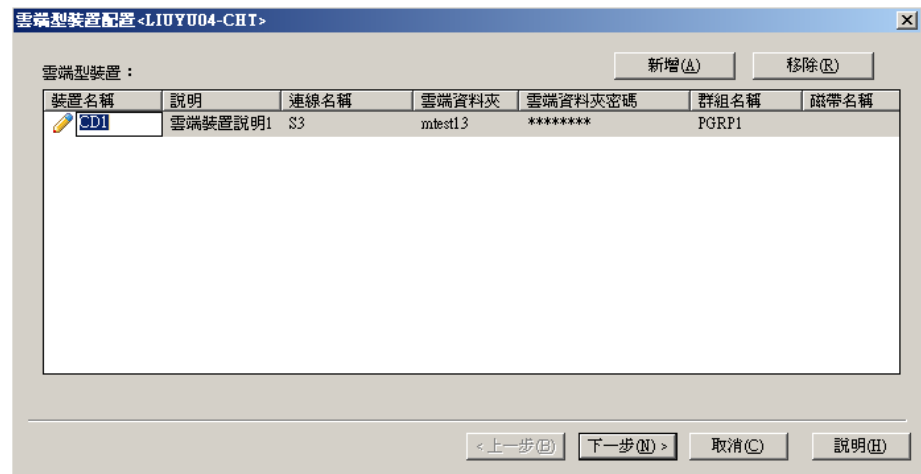 雲端型裝置配置<LIUYU04-CHT>
雲端型裝置：
新增(A) 移除(R)
裝置名稱 說明 連線名稱 雲端資料夾 雲端資料夾密碼 群組名稱 磁帶名稱
CD1 雲端裝置說明1 S3 mtest13 ******** PGRP1
<上一步(B) 下一步(N)> 取消(C) 說明(H)